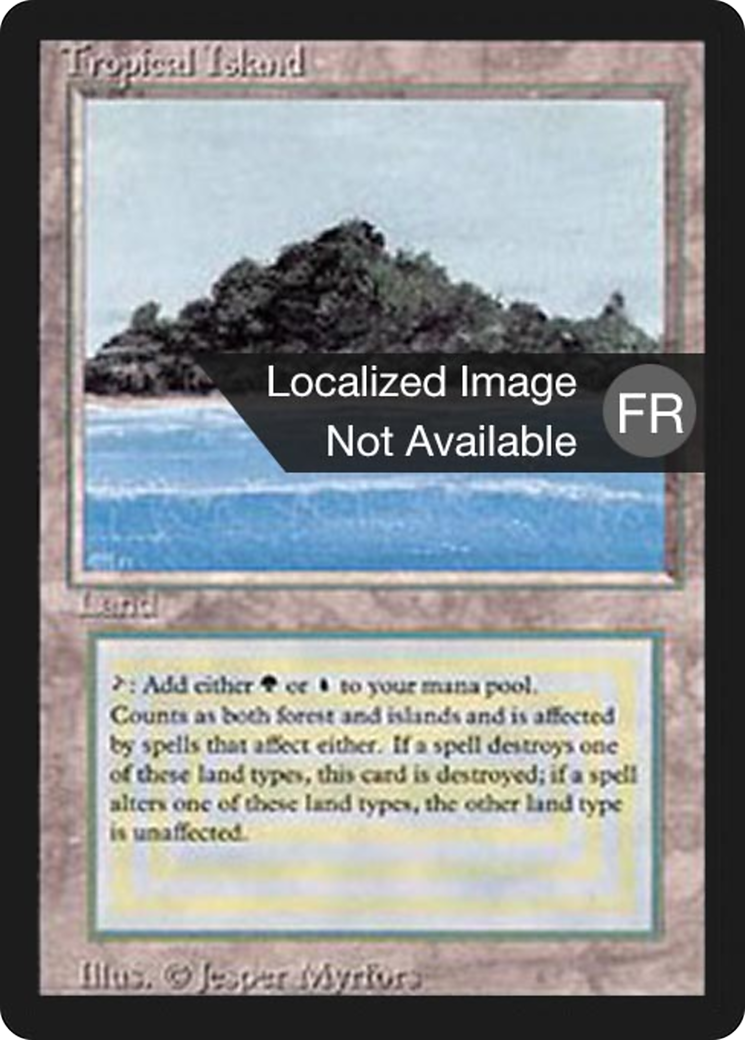 Tropical Island
Localized Image
Not Available
FR
Land
: Add either or to your mana pool.
Counts as both forest and islands and is affected
by spells that affect either. If a spell destroys one
of these land types, this card is destroyed; if a spell
alters one of these land types, the other land type
is unaffected.
Illus. © Jesper Myrfors